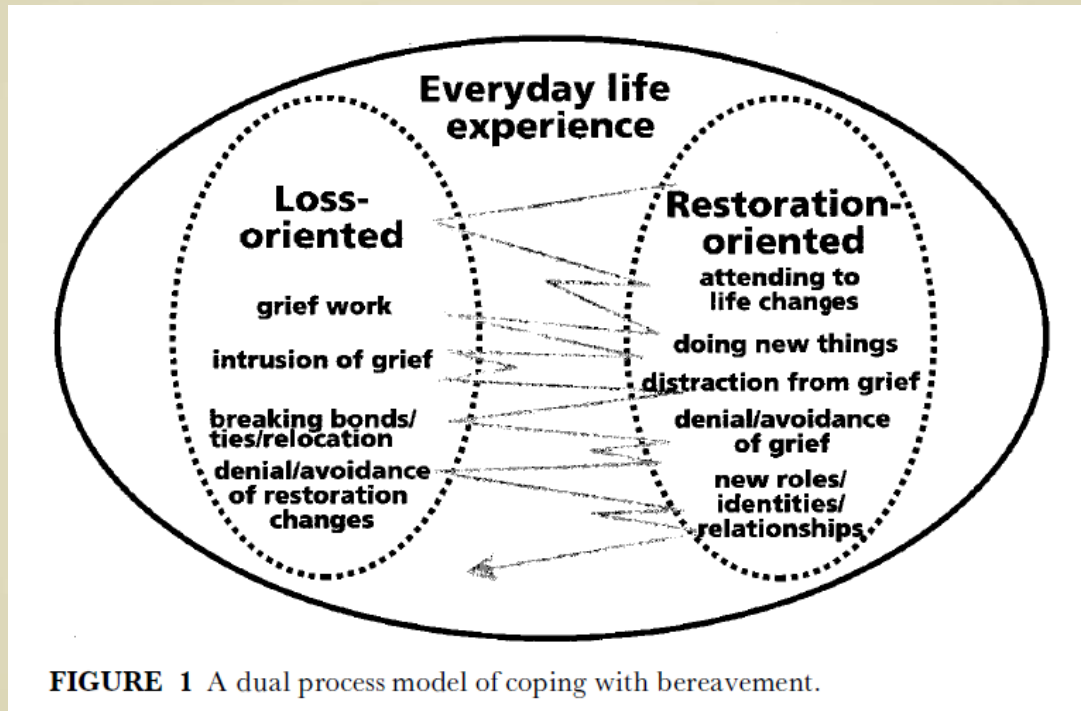 Everyday life
experience
Loss-
oriented
grief work
intrusion of grief
breaking bonds/
ties/relocation
denial/avoidance
of restoration
changes
Restoration-
oriented
attending to
life changes
doing new things
distraction from grief
denial/avoidance
of grief
new roles/
identities/
relationships
FIGURE 1 A dual process model of coping with bereavement.